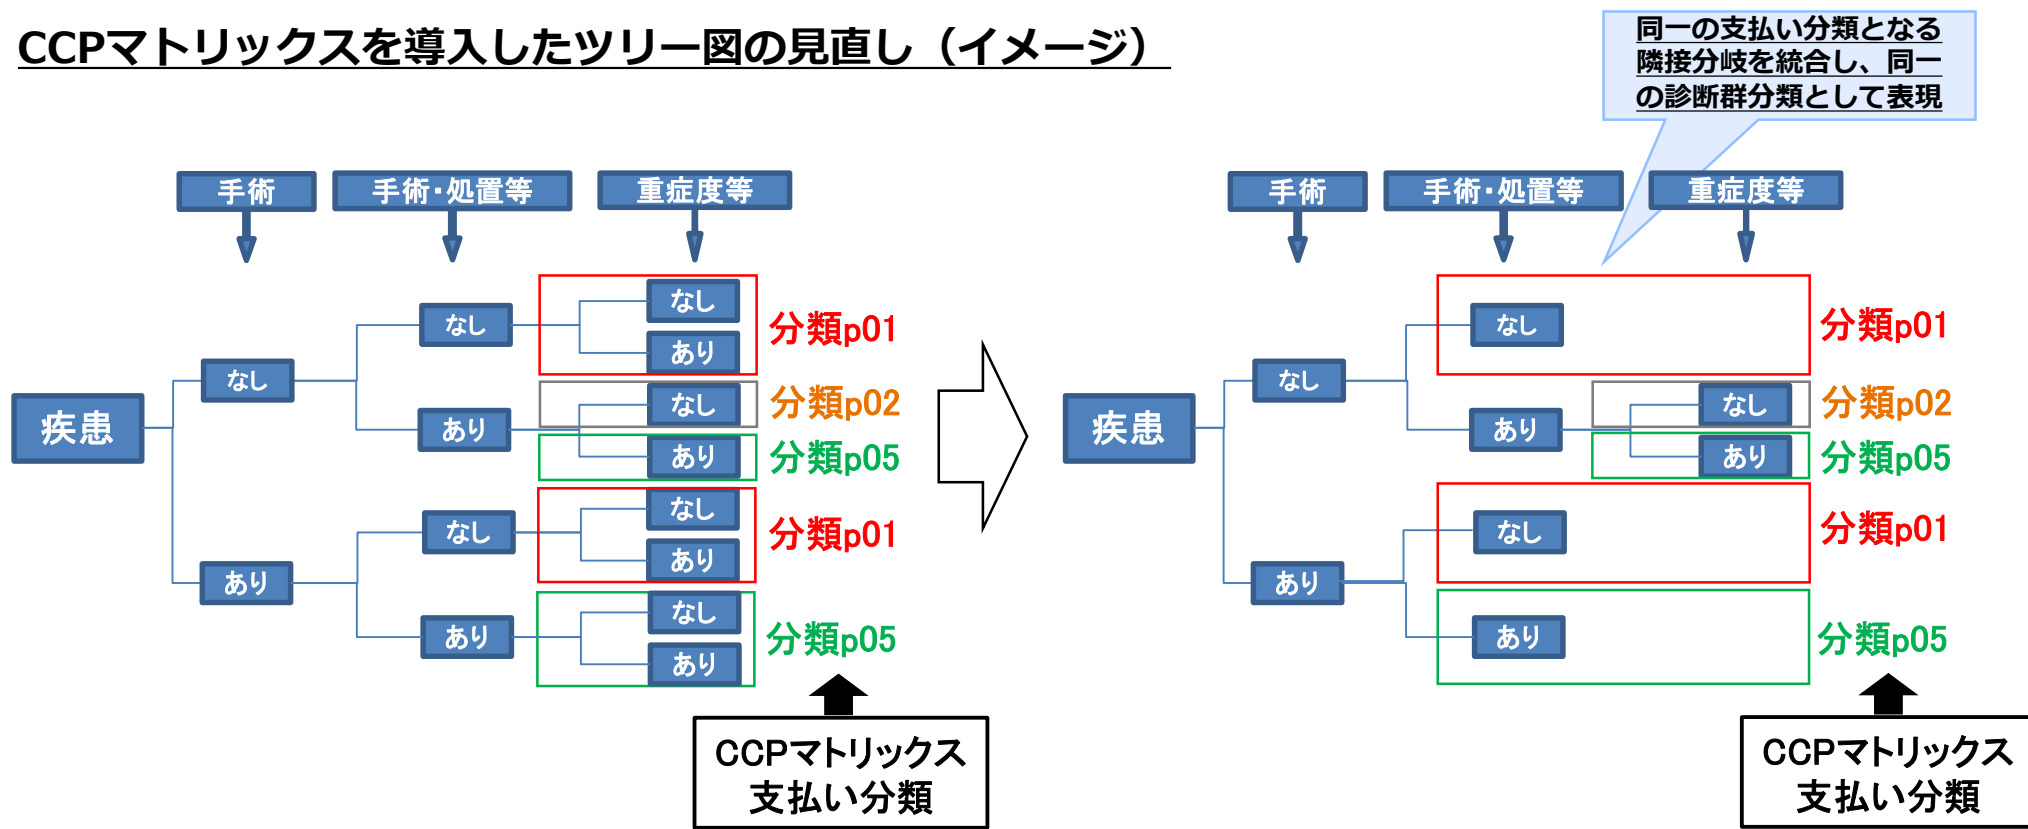 CCPマトリックスを導入したツリー図の見直し（イメージ）
同一の支払い分類となる
隣接分岐を統合し、同一
の診断群分類として表現
手術
手術・処置等
重症度等
疾患
なし
なし
なし
あり
分類p01
あり
なし
分類p02
あり
分類p05
あり
なし
なし
あり
分類p01
あり
なし
あり
分類p05
CCPマトリックス
支払い分類
手術
手術・処置等
重症度等
疾患
なし
なし
分類p01
あり
なし
分類p02
あり
分類p05
あり
なし
分類p01
あり
分類p05
CCPマトリックス
支払い分類